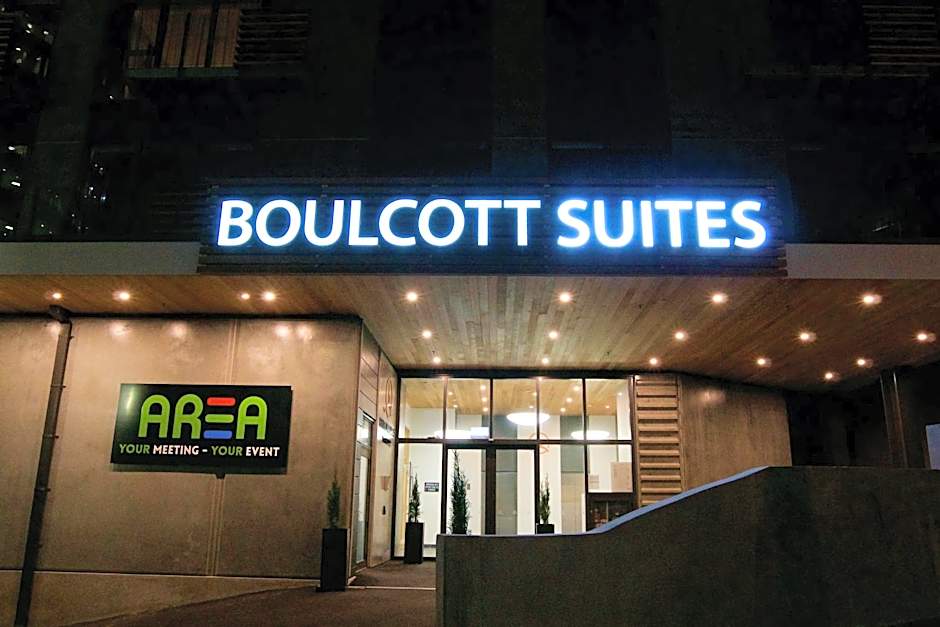 BOULCOTT SUITES
AREA
YOUR MEETING - YOUR EVENT